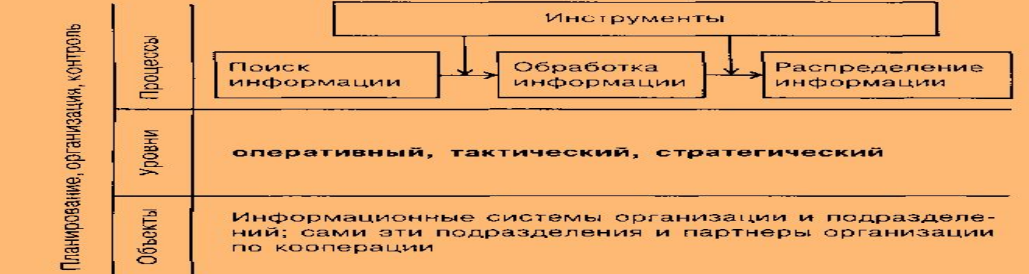 Планирование, организация, контроль
Процессы
Инструменты
Поиск
информации
Обработка
информации
Распределение
информации
Уровни
оперативный, тактический, стратегический
Объекты
Информационные системы организации и подразделе-
ний; сами эти подразделения и партнеры организации
по кооперации